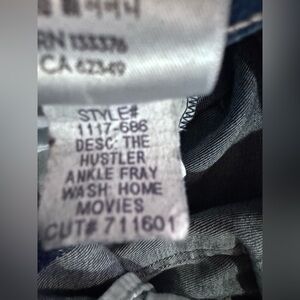 RN 133376
CA 62349
STYLE#
1117-686
DESC: THE
HUSTLER
ANKLE FRAY
WASH: HOME
MOVIES
CUT# 711601